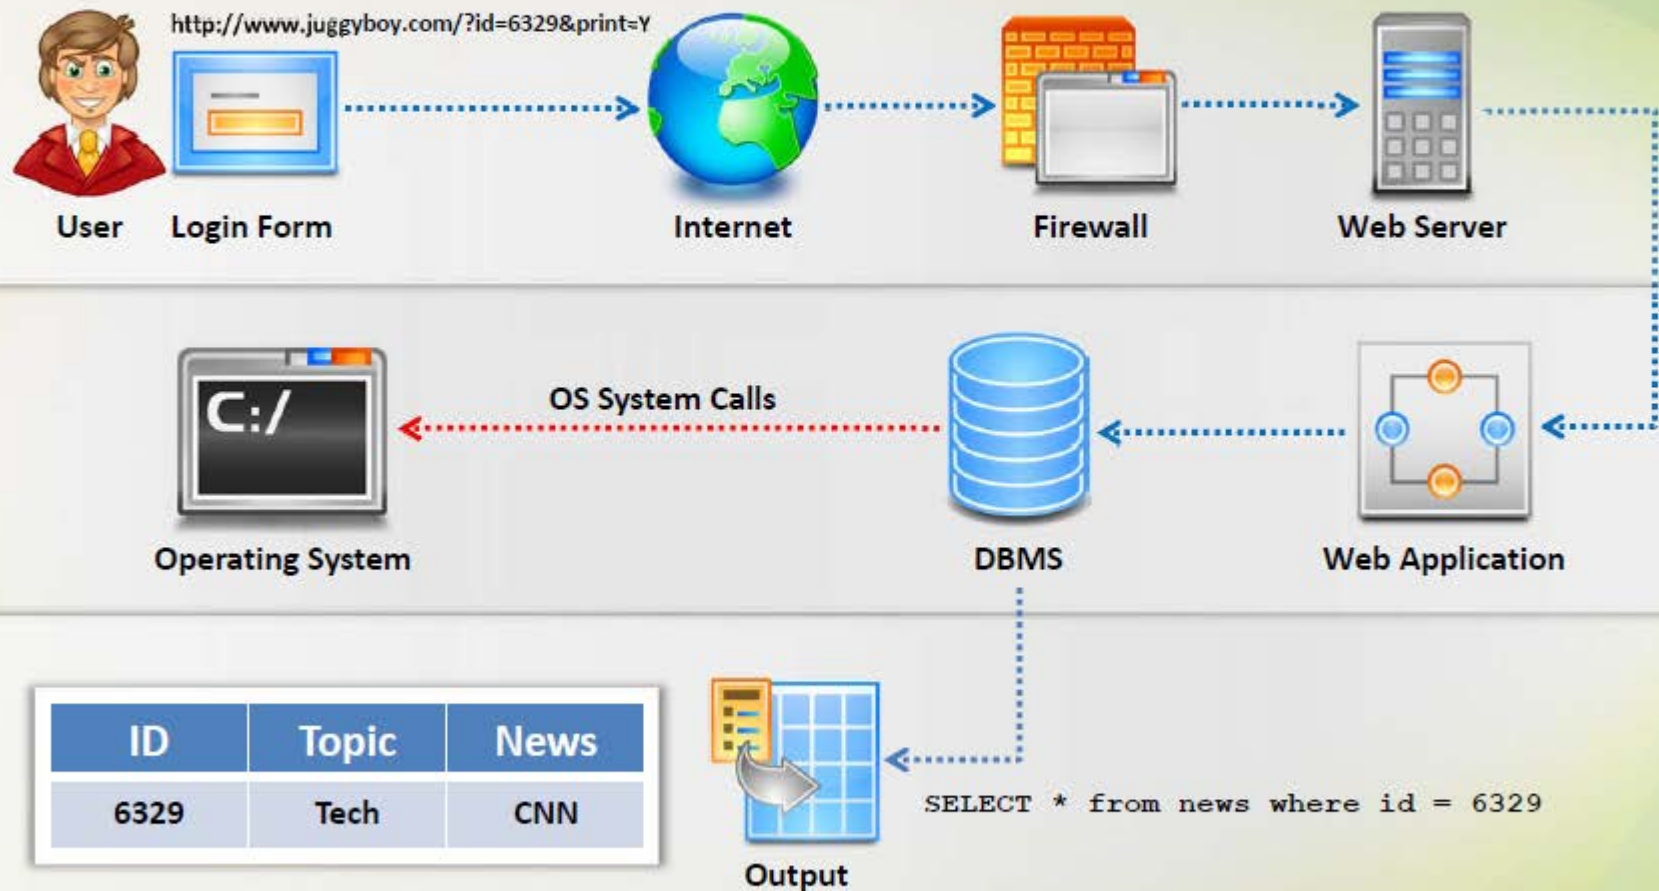 http://www.juggyboy.com/?id=6329&print=Y
User
Login Form
Internet
Firewall
Web Server
C:/
OS System Calls
Operating System
DBMS
Web Application
ID Topic News
6329 Tech CNN
SELECT * from news where id = 6329
Output